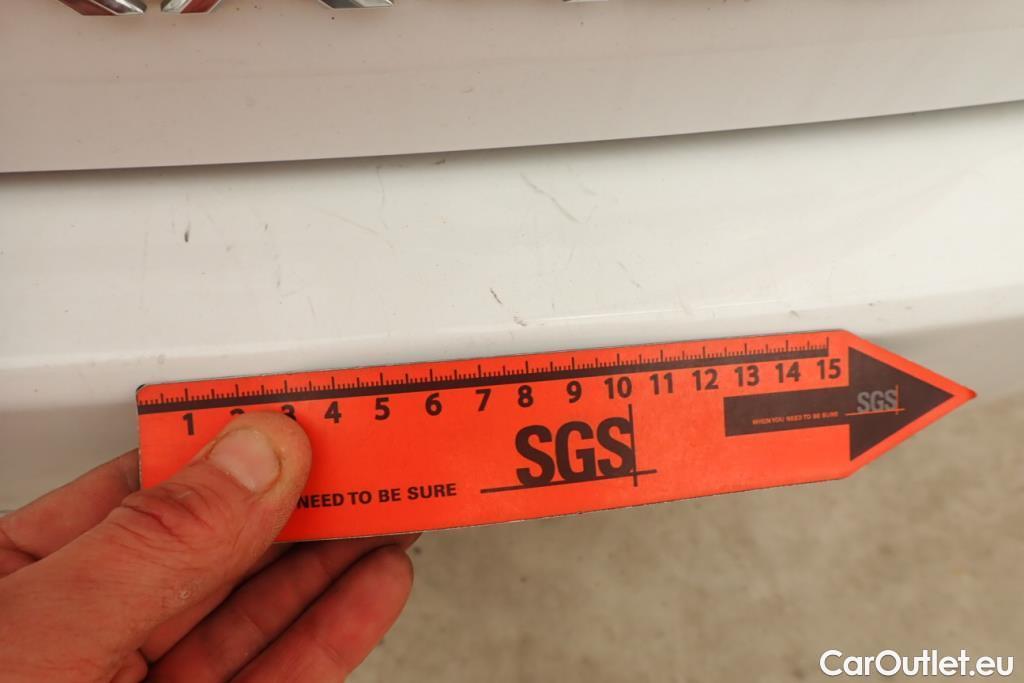 1 2 3 4 5 6 7 8 9 10 11 12 13 14 15
SGS
WHEN YOU NEED TO BE SURE
SGS
NEED TO BE SURE
CarOutlet.eu